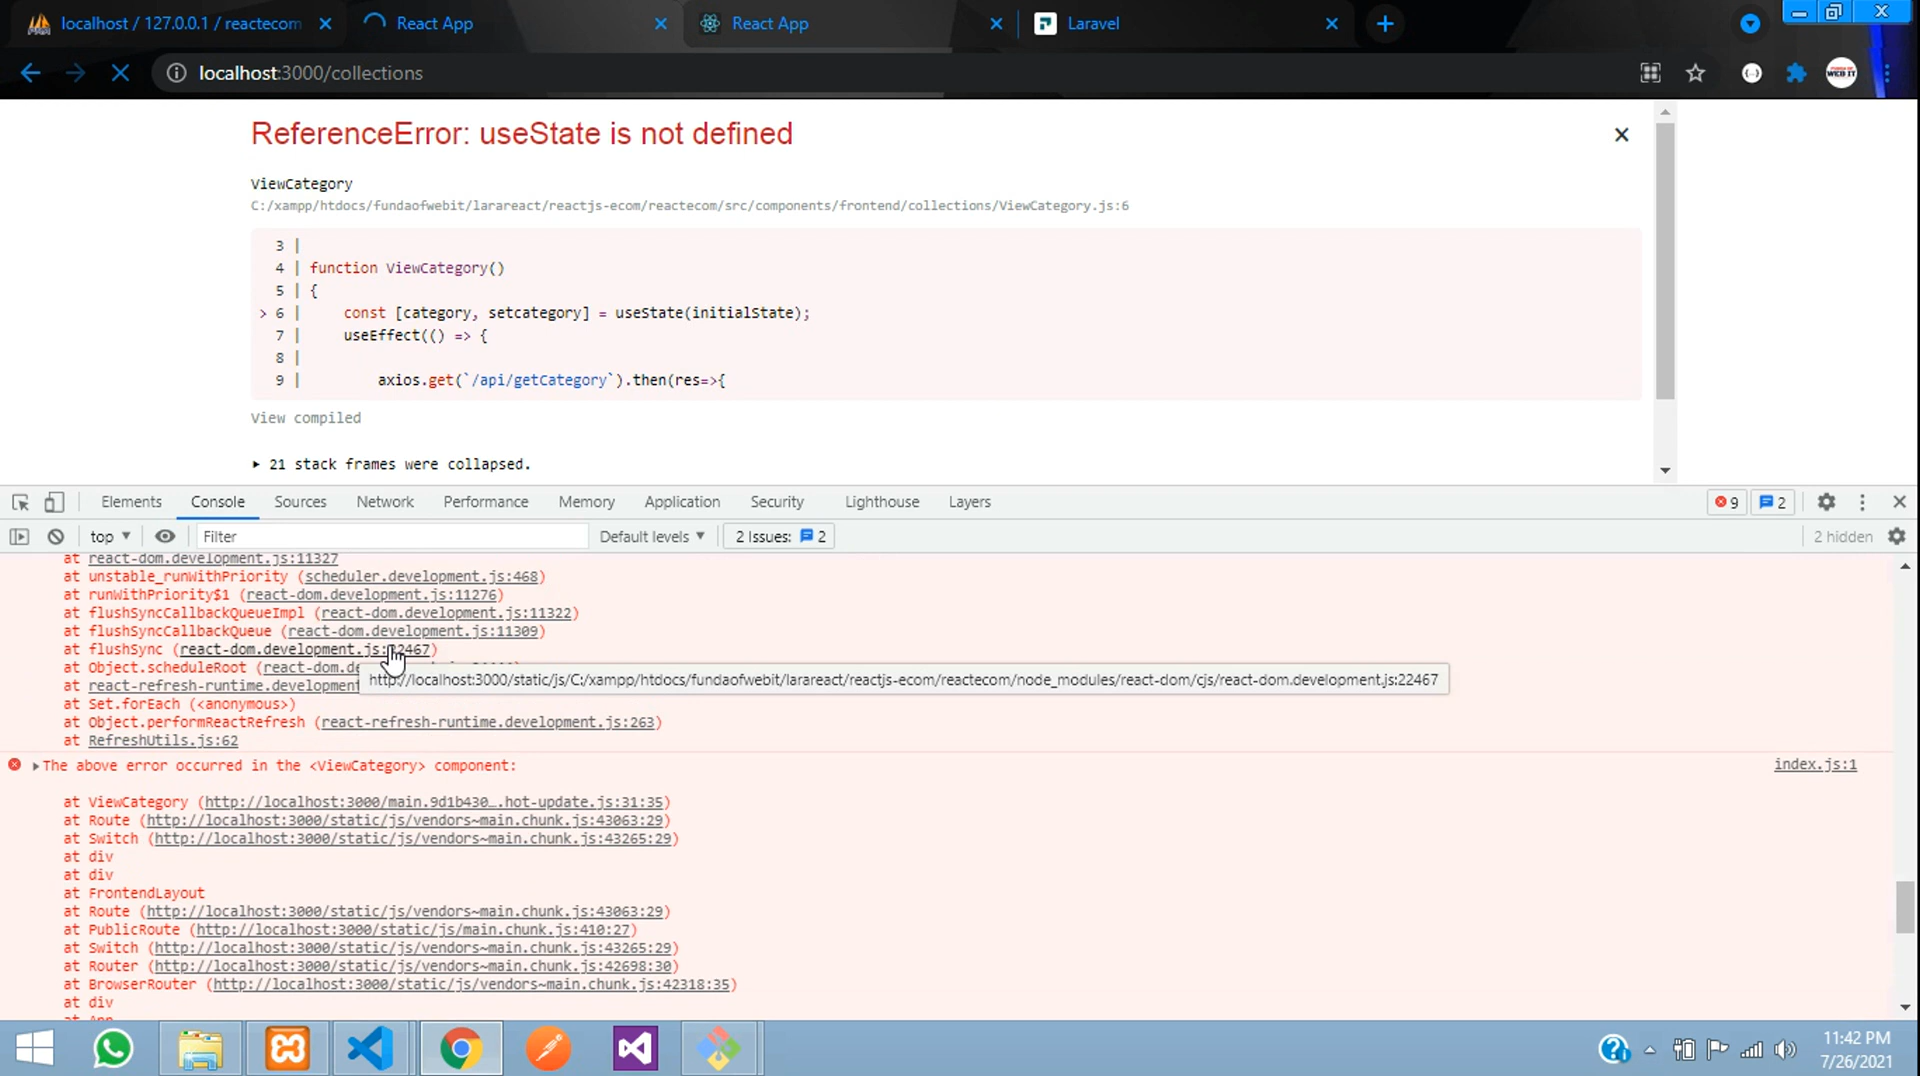 localhost / 127.0.0.1 / reactecom
React App
React App
Laravel
localhost:3000/collections
ReferenceError: useState is not defined
ViewCategory
C:/xampp/htdocs/fundaofwebit/larareact/reactjs-ecom/reactecom/src/components/frontend/collections/ViewCategory.js:6
3 |
4 | function ViewCategory()
5 | {
> 6 | const [category, setcategory] = useState(initialState);
7 | useEffect(() => {
8 |
9 | axios.get(`/api/getCategory`).then(res=>{
View compiled
▸ 21 stack frames were collapsed.
Elements Console Sources Network Performance Memory Application Security Lighthouse Layers 9 2
top ▼ Filter Default levels ▼ 2 Issues: 2 2 hidden
at react-dom.development.js:11327
at unstable_runWithPriority (scheduler.development.js:468)
at runWithPriority$1 (react-dom.development.js:11276)
at flushSyncCallbackQueueImpl (react-dom.development.js:11322)
at flushSyncCallbackQueue (react-dom.development.js:11309)
at flushSync (react-dom.development.js:22467)
at Object.scheduleRoot (react-dom.de
http://localhost:3000/static/js/C:/xampp/htdocs/fundaofwebit/larareact/reactjs-ecom/reactecom/node_modules/react-dom/cjs/react-dom.development.js:22467
at react-refresh-runtime.development
at Set.forEach (<anonymous>)
at Object.performReactRefresh (react-refresh-runtime.development.js:263)
at RefreshUtils.js:62
▸The above error occurred in the <ViewCategory> component: index.js:1
at ViewCategory (http://localhost:3000/main.9d1b430….hot-update.js:31:35)
at Route (http://localhost:3000/static/js/vendors~main.chunk.js:43063:29)
at Switch (http://localhost:3000/static/js/vendors~main.chunk.js:43265:29)
at div
at div
at FrontendLayout
at Route (http://localhost:3000/static/js/vendors~main.chunk.js:43063:29)
at PublicRoute (http://localhost:3000/static/js/main.chunk.js:410:27)
at Switch (http://localhost:3000/static/js/vendors~main.chunk.js:43265:29)
at Router (http://localhost:3000/static/js/vendors~main.chunk.js:42698:30)
at BrowserRouter (http://localhost:3000/static/js/vendors~main.chunk.js:42318:35)
at div
at App
11:42 PM
7/26/2021